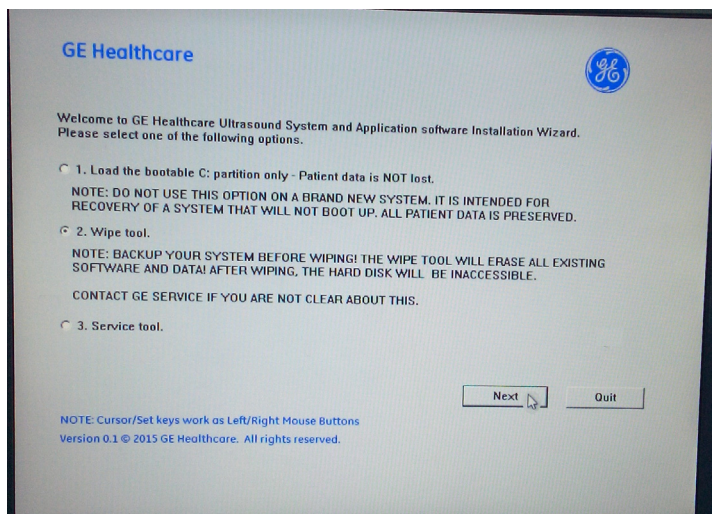 GE Healthcare
GE
Welcome to GE Healthcare Ultrasound System and Application software Installation Wizard.
Please select one of the following options.
1. Load the bootable C: partition only - Patient data is NOT lost.
NOTE: DO NOT USE THIS OPTION ON A BRAND NEW SYSTEM. IT IS INTENDED FOR
RECOVERY OF A SYSTEM THAT WILL NOT BOOT UP. ALL PATIENT DATA IS PRESERVED.
2. Wipe tool.
NOTE: BACKUP YOUR SYSTEM BEFORE WIPING! THE WIPE TOOL WILL ERASE ALL EXISTING
SOFTWARE AND DATA! AFTER WIPING, THE HARD DISK WILL BE INACCESSIBLE.
CONTACT GE SERVICE IF YOU ARE NOT CLEAR ABOUT THIS.
3. Service tool.
Next
Quit
NOTE: Cursor/Set keys work as Left/Right Mouse Buttons
Version 0.1 © 2015 GE Healthcare. All rights reserved.